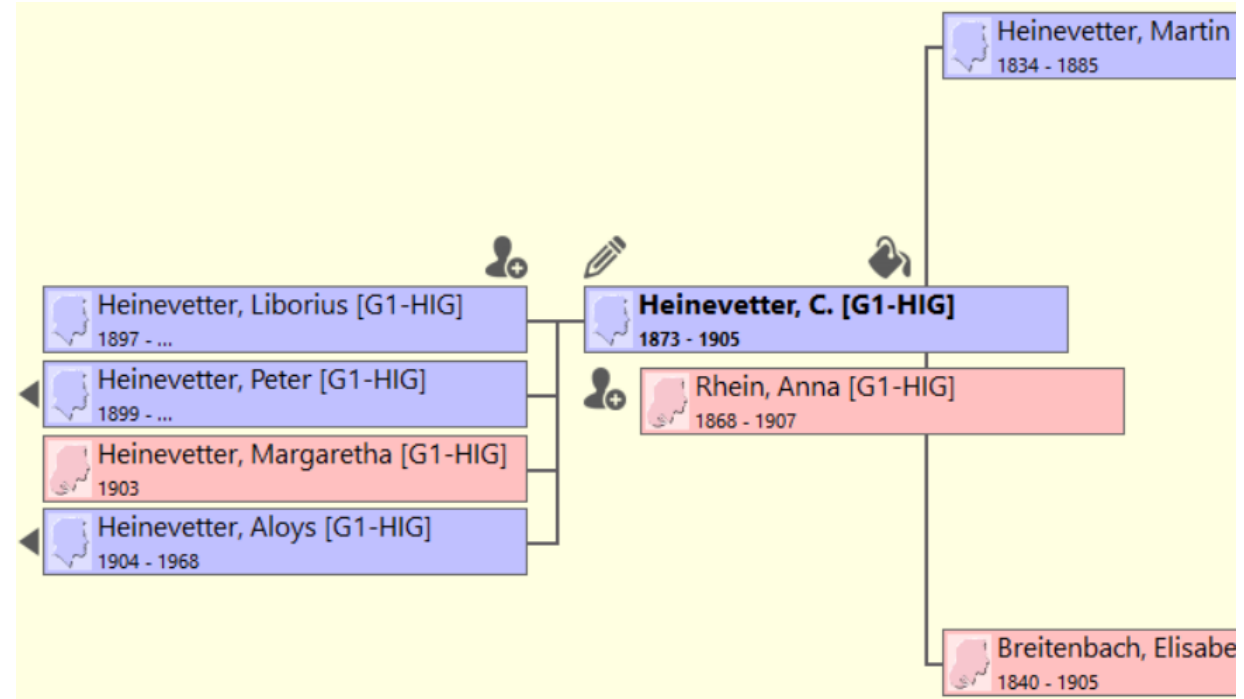 Heinevetter, Martin
1834 - 1885
Heinevetter, Liborius [G1-HIG]
1897 - ...
Heinevetter, Peter [G1-HIG]
1899 - ...
Heinevetter, Margaretha [G1-HIG]
1903
Heinevetter, Aloys [G1-HIG]
1904 - 1968
Heinevetter, C. [G1-HIG]
1873 - 1905
Rhein, Anna [G1-HIG]
1868 - 1907
Breitenbach, Elisabe
1840 - 1905